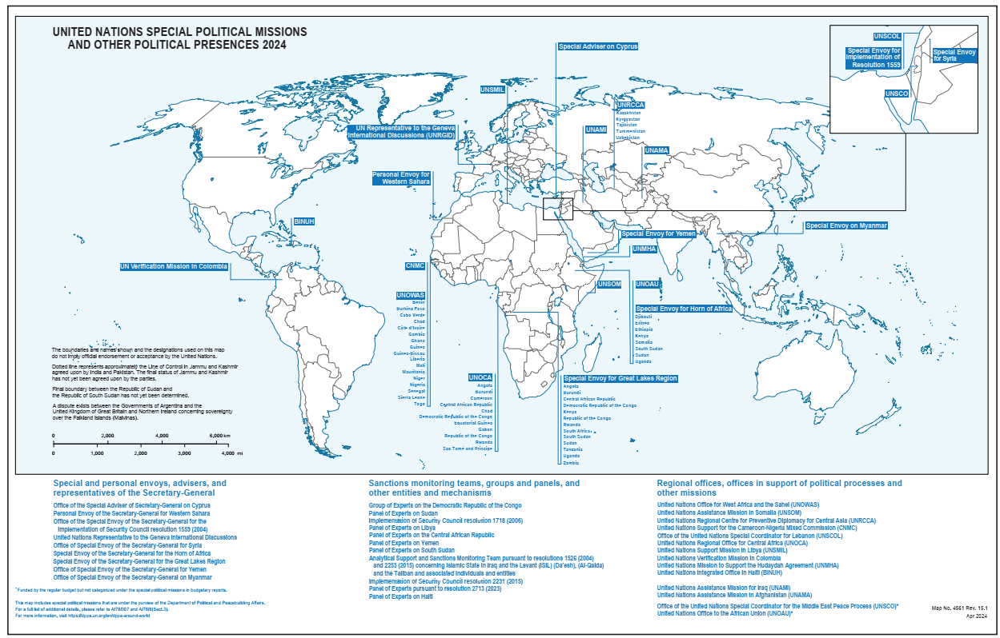 UNITED NATIONS SPECIAL POLITICAL MISSIONS
AND OTHER POLITICAL PRESENCES 2024
Special Adviser on Cyprus
UNSCOL
Special Envoy for
Implementation of
Resolution 1559
Special Envoy
for Syria
UNSCO
UNSMIL
UNRCCA
Kazakhstan
Kyrgyzstan
Tajikistan
Turkmenistan
Uzbekistan
UN Representative to the Geneva
International Discussions (UNRGID)
UNAMI
UNAMA
Personal Envoy for
Western Sahara
BINUH
Special Envoy on Myanmar
Special Envoy for Yemen
UNMHA
UN Verification Mission in Colombia
CNMC
UNSOM
UNOAU
UNOWAS
Benin
Burkina Faso
Cabo Verde
Chad
Côte d'Ivoire
Gambia
Ghana
Guinea
Guinea-Bissau
Liberia
Mali
Mauritania
Niger
Nigeria
Senegal
Sierra Leone
Togo
Special Envoy for Horn of Africa
Djibouti
Eritrea
Ethiopia
Kenya
Somalia
South Sudan
Sudan
Uganda
UNOCA
Angola
Burundi
Cameroon
Central African Republic
Chad
Democratic Republic of the Congo
Equatorial Guinea
Gabon
Republic of the Congo
Rwanda
Sao Tomé and Principe
Special Envoy for Great Lakes Region
Angola
Burundi
Central African Republic
Democratic Republic of the Congo
Kenya
Republic of the Congo
Rwanda
South Africa
South Sudan
Sudan
Tanzania
Uganda
Zambia
The boundaries and names shown and the designations used on this map
do not imply official endorsement or acceptance by the United Nations.
Dotted line represents approximately the Line of Control in Jammu and Kashmir
agreed upon by India and Pakistan. The final status of Jammu and Kashmir
has not yet been agreed upon by the parties.
Final boundary between the Republic of Sudan and
the Republic of South Sudan has not yet been determined.
A dispute exists between the Governments of Argentina and the
United Kingdom of Great Britain and Northern Ireland concerning sovereignty
over the Falkland Islands (Malvinas).
0 2,000 4,000 6,000 km
0 1,000 2,000 3,000 4,000 mi
Special and personal envoys, advisers, and
representatives of the Secretary-General
Office of the Special Adviser of Secretary-General on Cyprus
Personal Envoy of the Secretary-General for Western Sahara
Office of the Special Envoy of the Secretary-General for the
Implementation of Security Council resolution 1559 (2004)
United Nations Representative to the Geneva International Discussions
Office of Special Envoy of the Secretary-General for Syria
Special Envoy of the Secretary-General for the Horn of Africa
Special Envoy of the Secretary-General for the Great Lakes Region
Office of Special Envoy of the Secretary-General for Yemen
Office of Special Envoy of the Secretary-General on Myanmar
*Funded by the regular budget but not categorized under the special political missions in budgetary reports.
This map includes special political missions that are under the purview of the Department of Political and Peacebuilding Affairs.
For a full list of additional details, please refer to A/78/307 and A/78/6(Sect.3).
For more information, visit https://dppa.un.org/en/dppa-around-world
Sanctions monitoring teams, groups and panels, and
other entities and mechanisms
Group of Experts on the Democratic Republic of the Congo
Panel of Experts on Sudan
Implementation of Security Council resolution 1718 (2006)
Panel of Experts on Libya
Panel of Experts on the Central African Republic
Panel of Experts on Yemen
Panel of Experts on South Sudan
Analytical Support and Sanctions Monitoring Team pursuant to resolutions 1526 (2004)
and 2253 (2015) concerning Islamic State in Iraq and the Levant (ISIL) (Da'esh), (Al-Qaida)
and the Taliban and associated individuals and entities
Implementation of Security Council resolution 2231 (2015)
Panel of Experts pursuant to resolution 2713 (2023)
Panel of Experts on Haiti
Regional offices, offices in support of political processes and
other missions
United Nations Office for West Africa and the Sahel (UNOWAS)
United Nations Assistance Mission in Somalia (UNSOM)
United Nations Regional Centre for Preventive Diplomacy for Central Asia (UNRCCA)
United Nations Support for the Cameroon-Nigeria Mixed Commission (CNMC)
Office of the United Nations Special Coordinator for Lebanon (UNSCOL)
United Nations Regional Office for Central Africa (UNOCA)
United Nations Support Mission in Libya (UNSMIL)
United Nations Verification Mission in Colombia
United Nations Mission to Support the Hudaydah Agreement (UNMHA)
United Nations Integrated Office in Haiti (BINUH)
United Nations Assistance Mission for Iraq (UNAMI)
United Nations Assistance Mission in Afghanistan (UNAMA)
Office of the United Nations Special Coordinator for the Middle East Peace Process (UNSCO)*
United Nations Office to the African Union (UNOAU)*
Map No. 4561 Rev. 15.1
Apr 2024